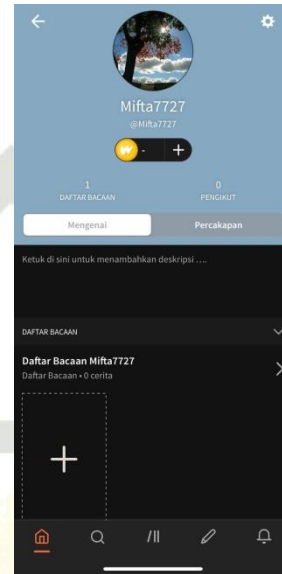 Mifta7727
@Mifta7727
-
1
DAFTAR BACAAN
0
PENGIKUT
Mengenai
Percakapan
Ketuk di sini untuk menambahkan deskripsi ....
DAFTAR BACAAN
Daftar Bacaan Mifta7727
Daftar Bacaan • 0 cerita